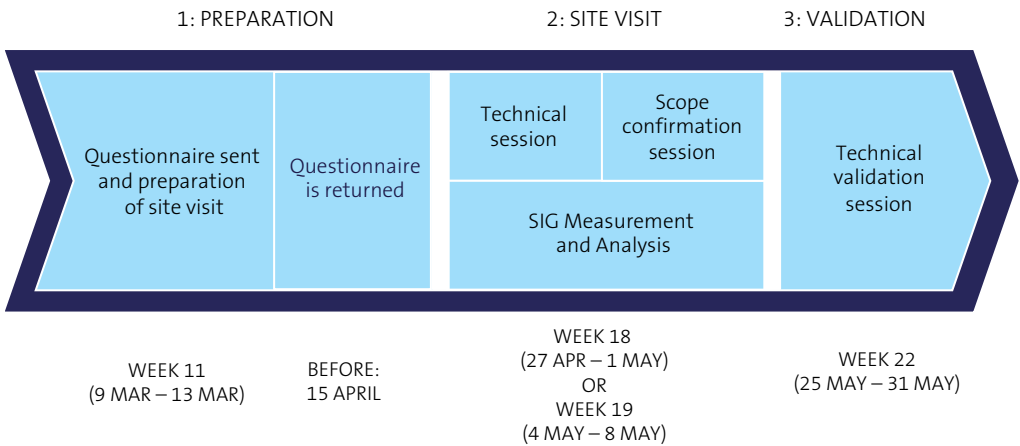 1: PREPARATION
2: SITE VISIT
3: VALIDATION
Questionnaire sent
and preparation
of site visit
Questionnaire
is returned
Technical
session
Scope
confirmation
session
SIG Measurement
and Analysis
Technical
validation
session
WEEK 11
(9 MAR – 13 MAR)
BEFORE:
15 APRIL
WEEK 18
(27 APR – 1 MAY)
OR
WEEK 19
(4 MAY – 8 MAY)
WEEK 22
(25 MAY – 31 MAY)